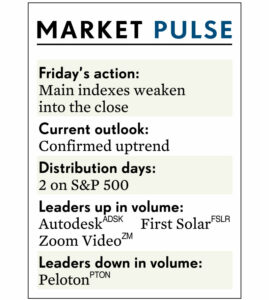 MARKET PULSE
Friday's action:
Main indexes weaken
into the close
Current outlook:
Confirmed uptrend
Distribution days:
2 on S&P 500
Leaders up in volume:
Autodesk ADSK First Solar FSLR
Zoom Video ZM
Leaders down in volume:
Peloton PTON